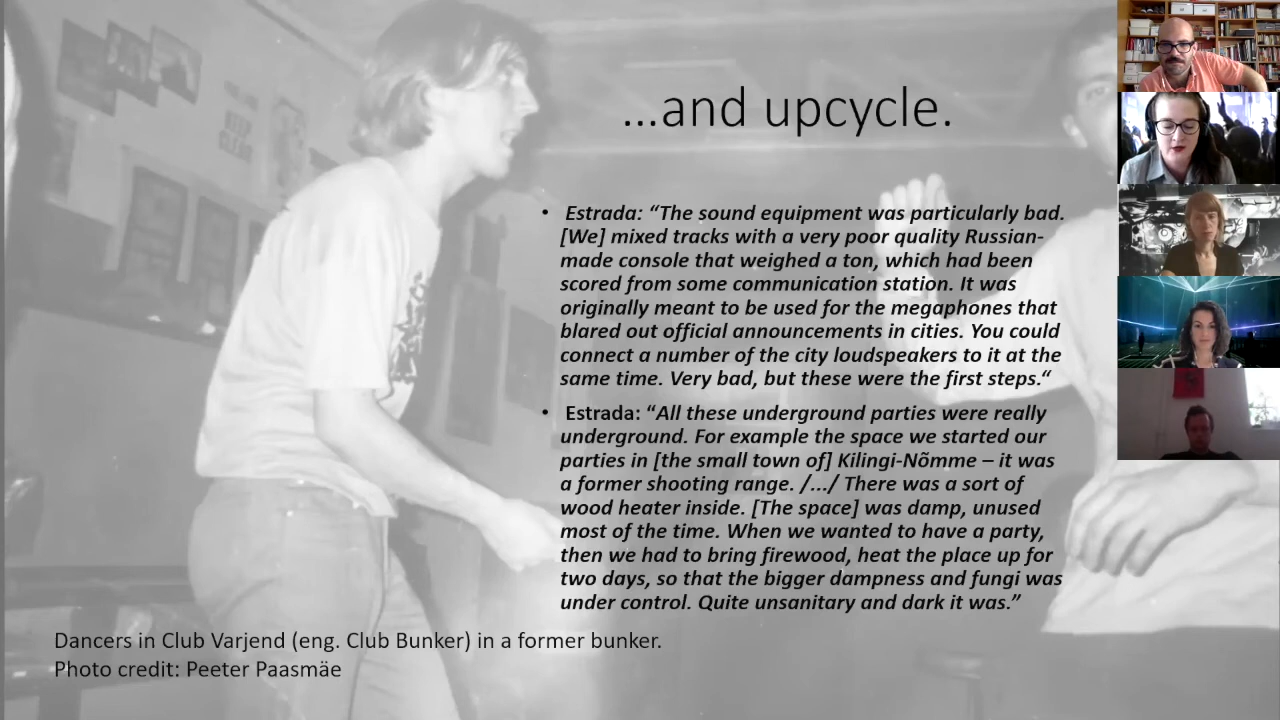 ...and upcycle.
• Estrada: “The sound equipment was particularly bad.
[We] mixed tracks with a very poor quality Russian-
made console that weighed a ton, which had been
scored from some communication station. It was
originally meant to be used for the megaphones that
blared out official announcements in cities. You could
connect a number of the city loudspeakers to it at the
same time. Very bad, but these were the first steps.“
• Estrada: “All these underground parties were really
underground. For example the space we started our
parties in [the small town of] Kilingi-Nõmme – it was
a former shooting range. /.../ There was a sort of
wood heater inside. [The space] was damp, unused
most of the time. When we wanted to have a party,
then we had to bring firewood, heat the place up for
two days, so that the bigger dampness and fungi was
under control. Quite unsanitary and dark it was.”
Dancers in Club Varjend (eng. Club Bunker) in a former bunker.
Photo credit: Peeter Paasmäe